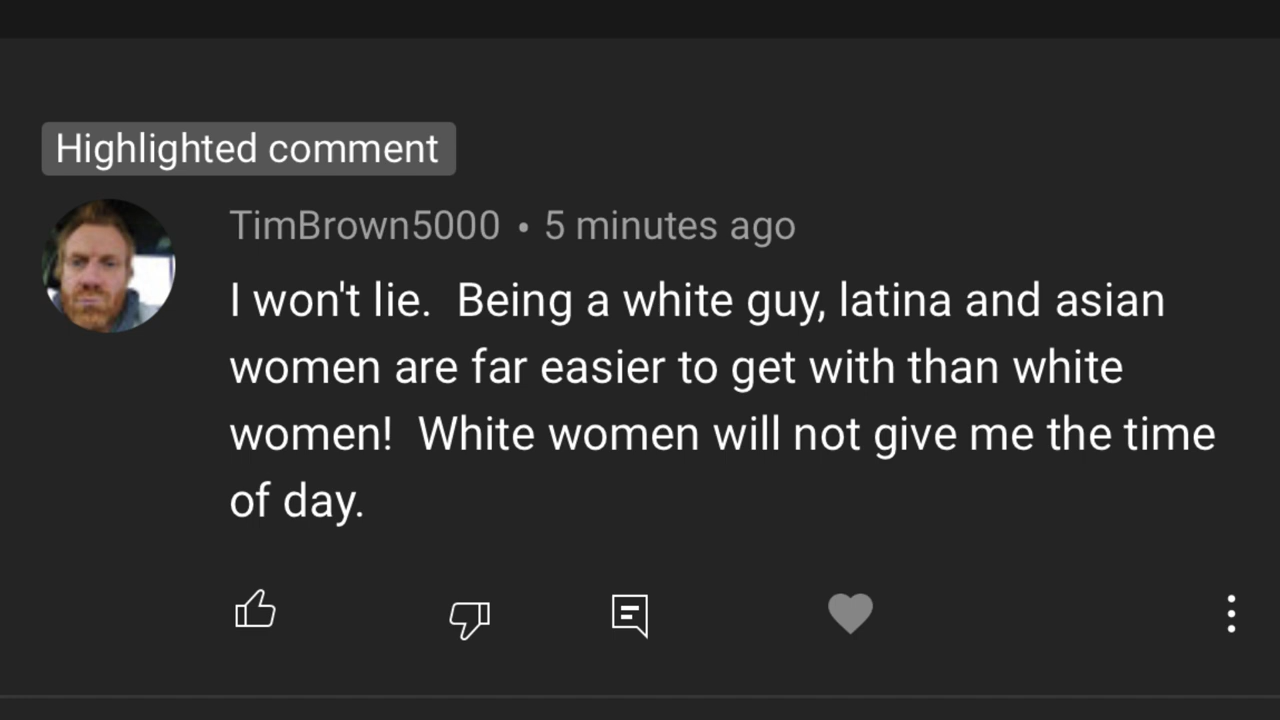 Highlighted comment
TimBrown5000 • 5 minutes ago
I won't lie.  Being a white guy, latina and asian
women are far easier to get with than white
women!  White women will not give me the time
of day.